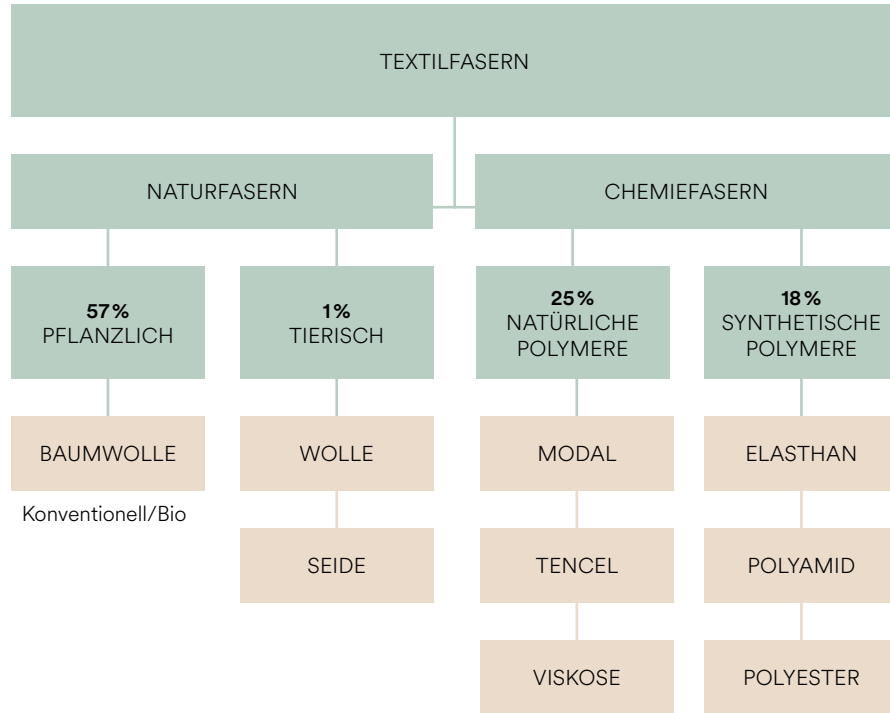 TEXTILFASERN
NATURFASERN
CHEMIEFASERN
57 %
PFLANZLICH
1 %
TIERISCH
25 %
NATÜRLICHE
POLYMERE
18 %
SYNTHETISCHE
POLYMERE
BAUMWOLLE
WOLLE
MODAL
ELASTHAN
Konventionell/Bio
SEIDE
TENCEL
POLYAMID
VISKOSE
POLYESTER